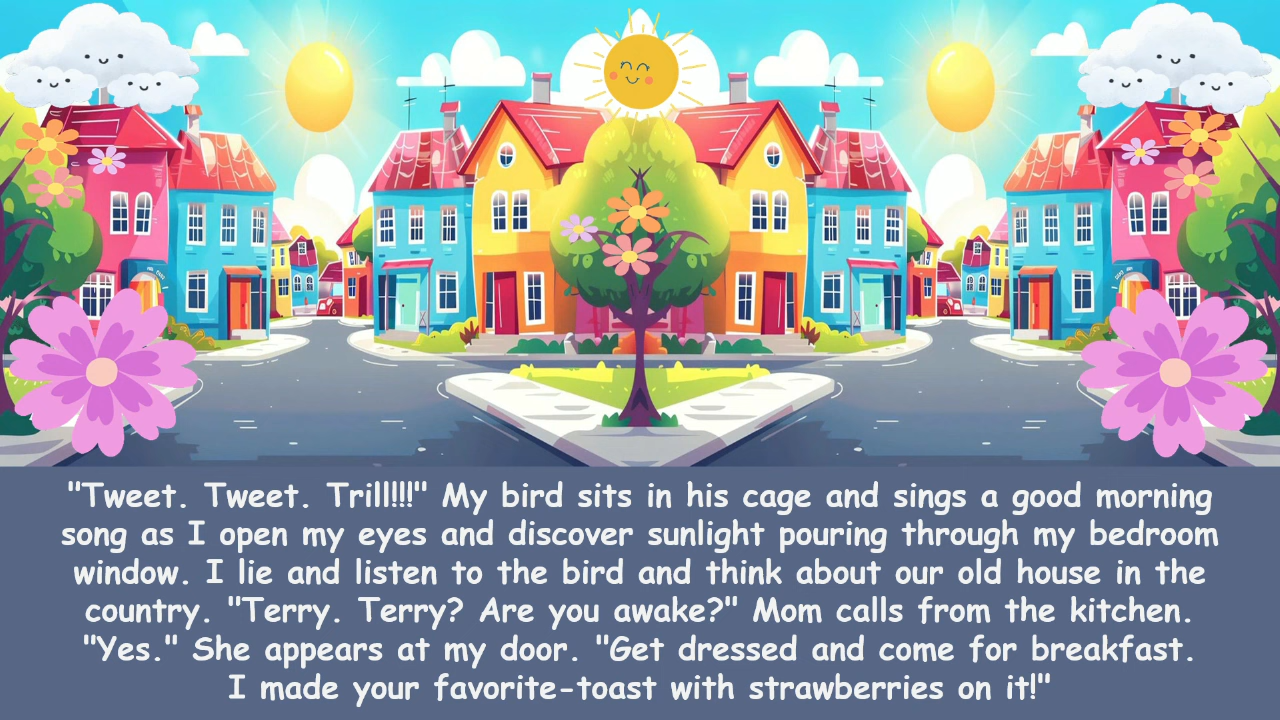 "Tweet. Tweet. Trill!!!" My bird sits in his cage and sings a good morning
song as I open my eyes and discover sunlight pouring through my bedroom
window. I lie and listen to the bird and think about our old house in the
country. "Terry. Terry? Are you awake?" Mom calls from the kitchen.
"Yes." She appears at my door. "Get dressed and come for breakfast.
I made your favorite-toast with strawberries on it!"